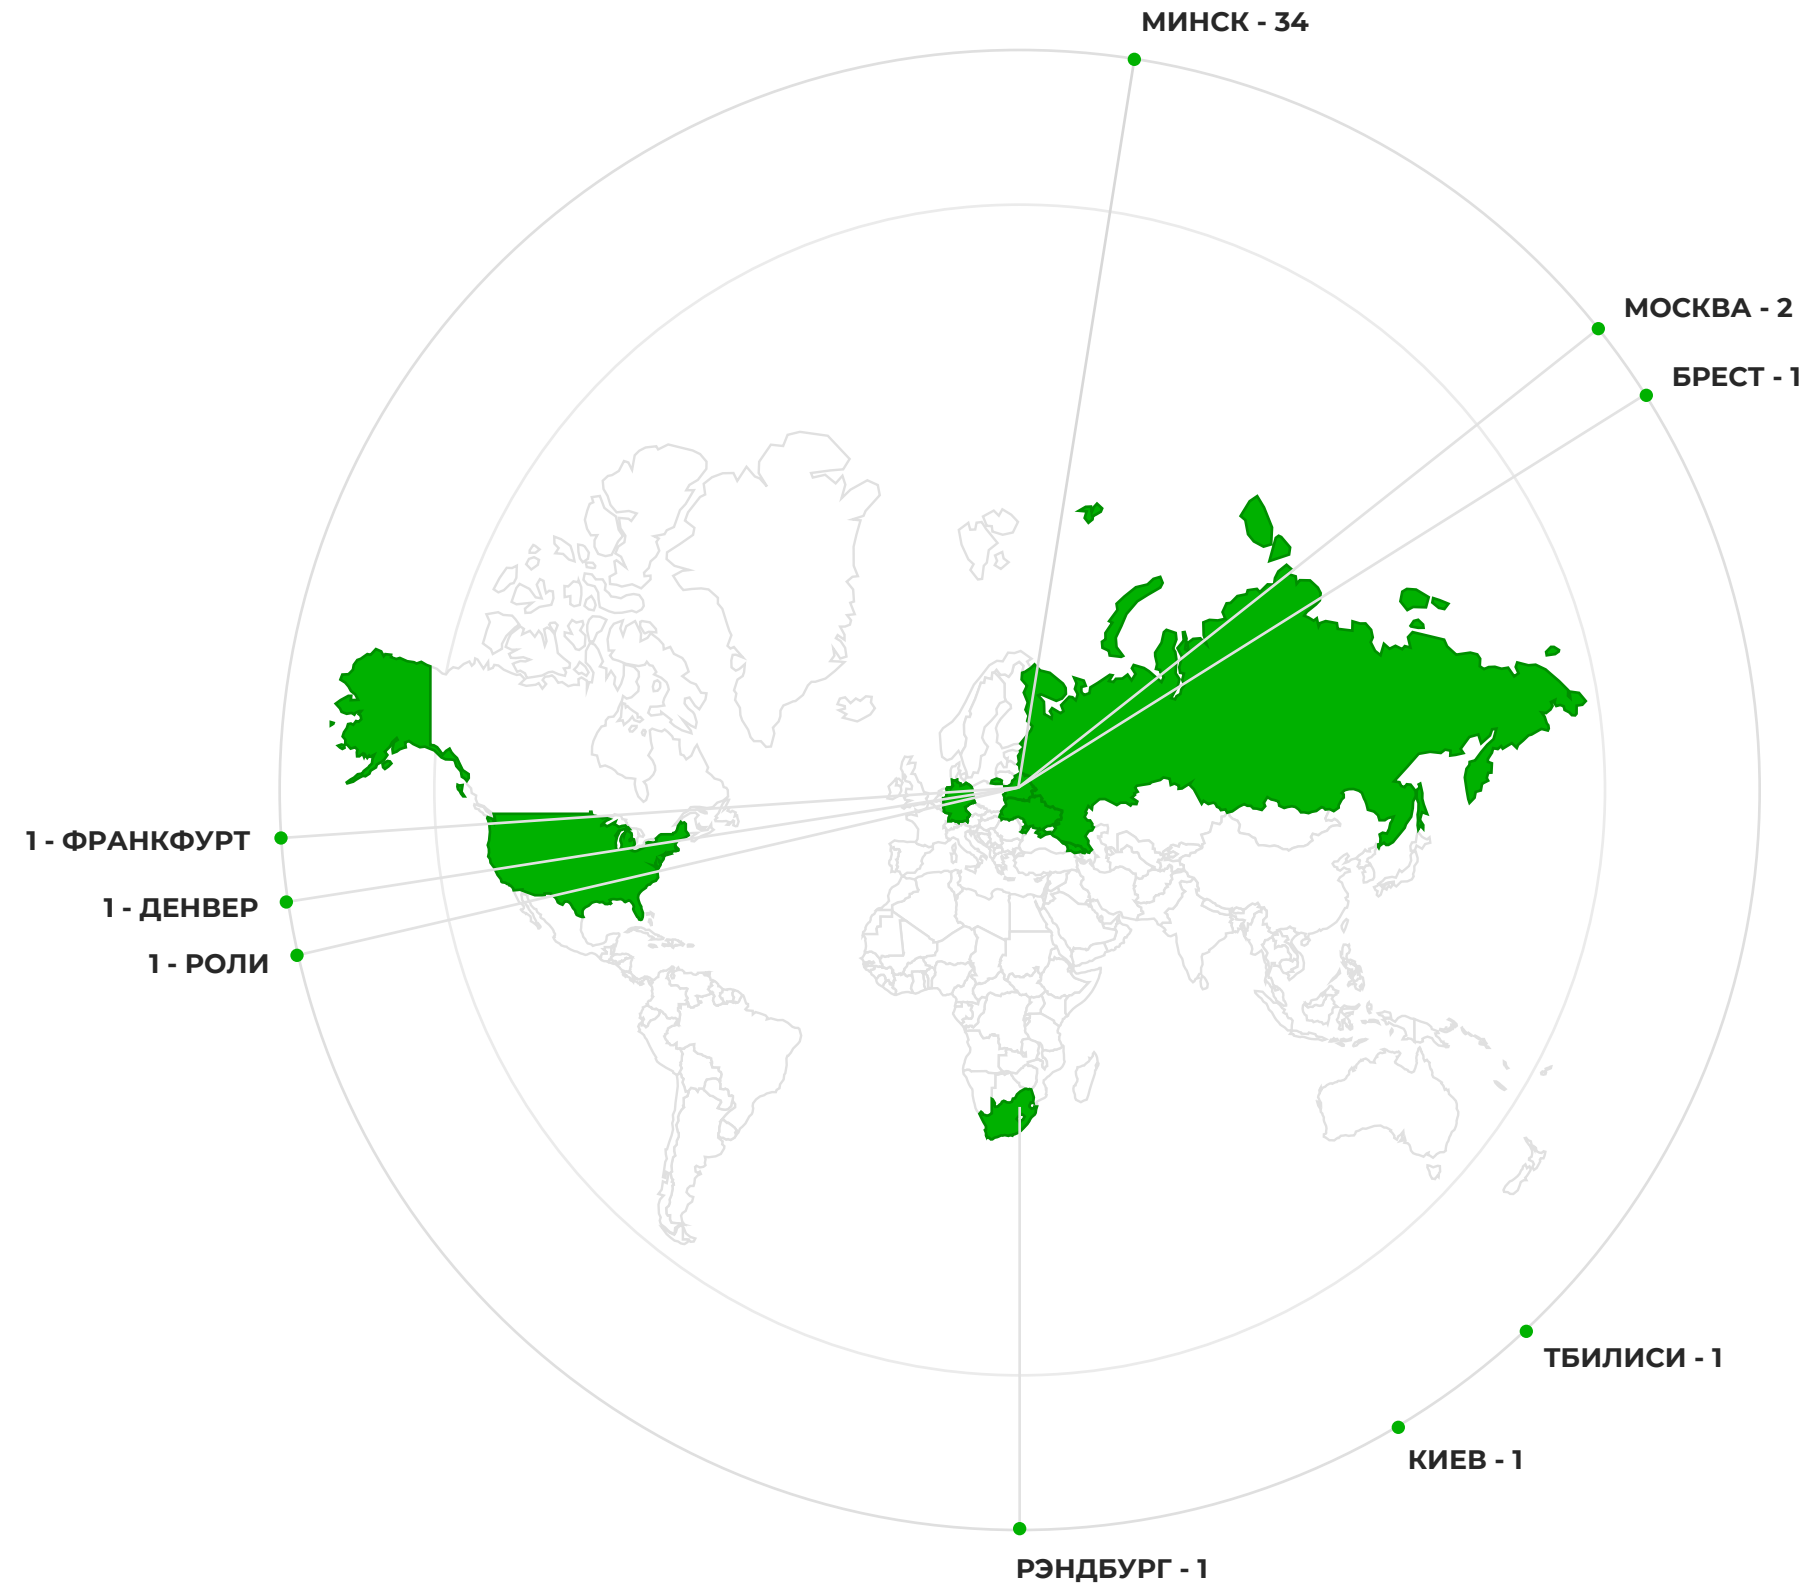 МИНСК - 34
МОСКВА - 2
БРЕСТ - 1
1 - ФРАНКФУРТ
1 - ДЕНВЕР
1 - РОЛИ
ТБИЛИСИ - 1
КИЕВ - 1
РЭНДБУРГ - 1